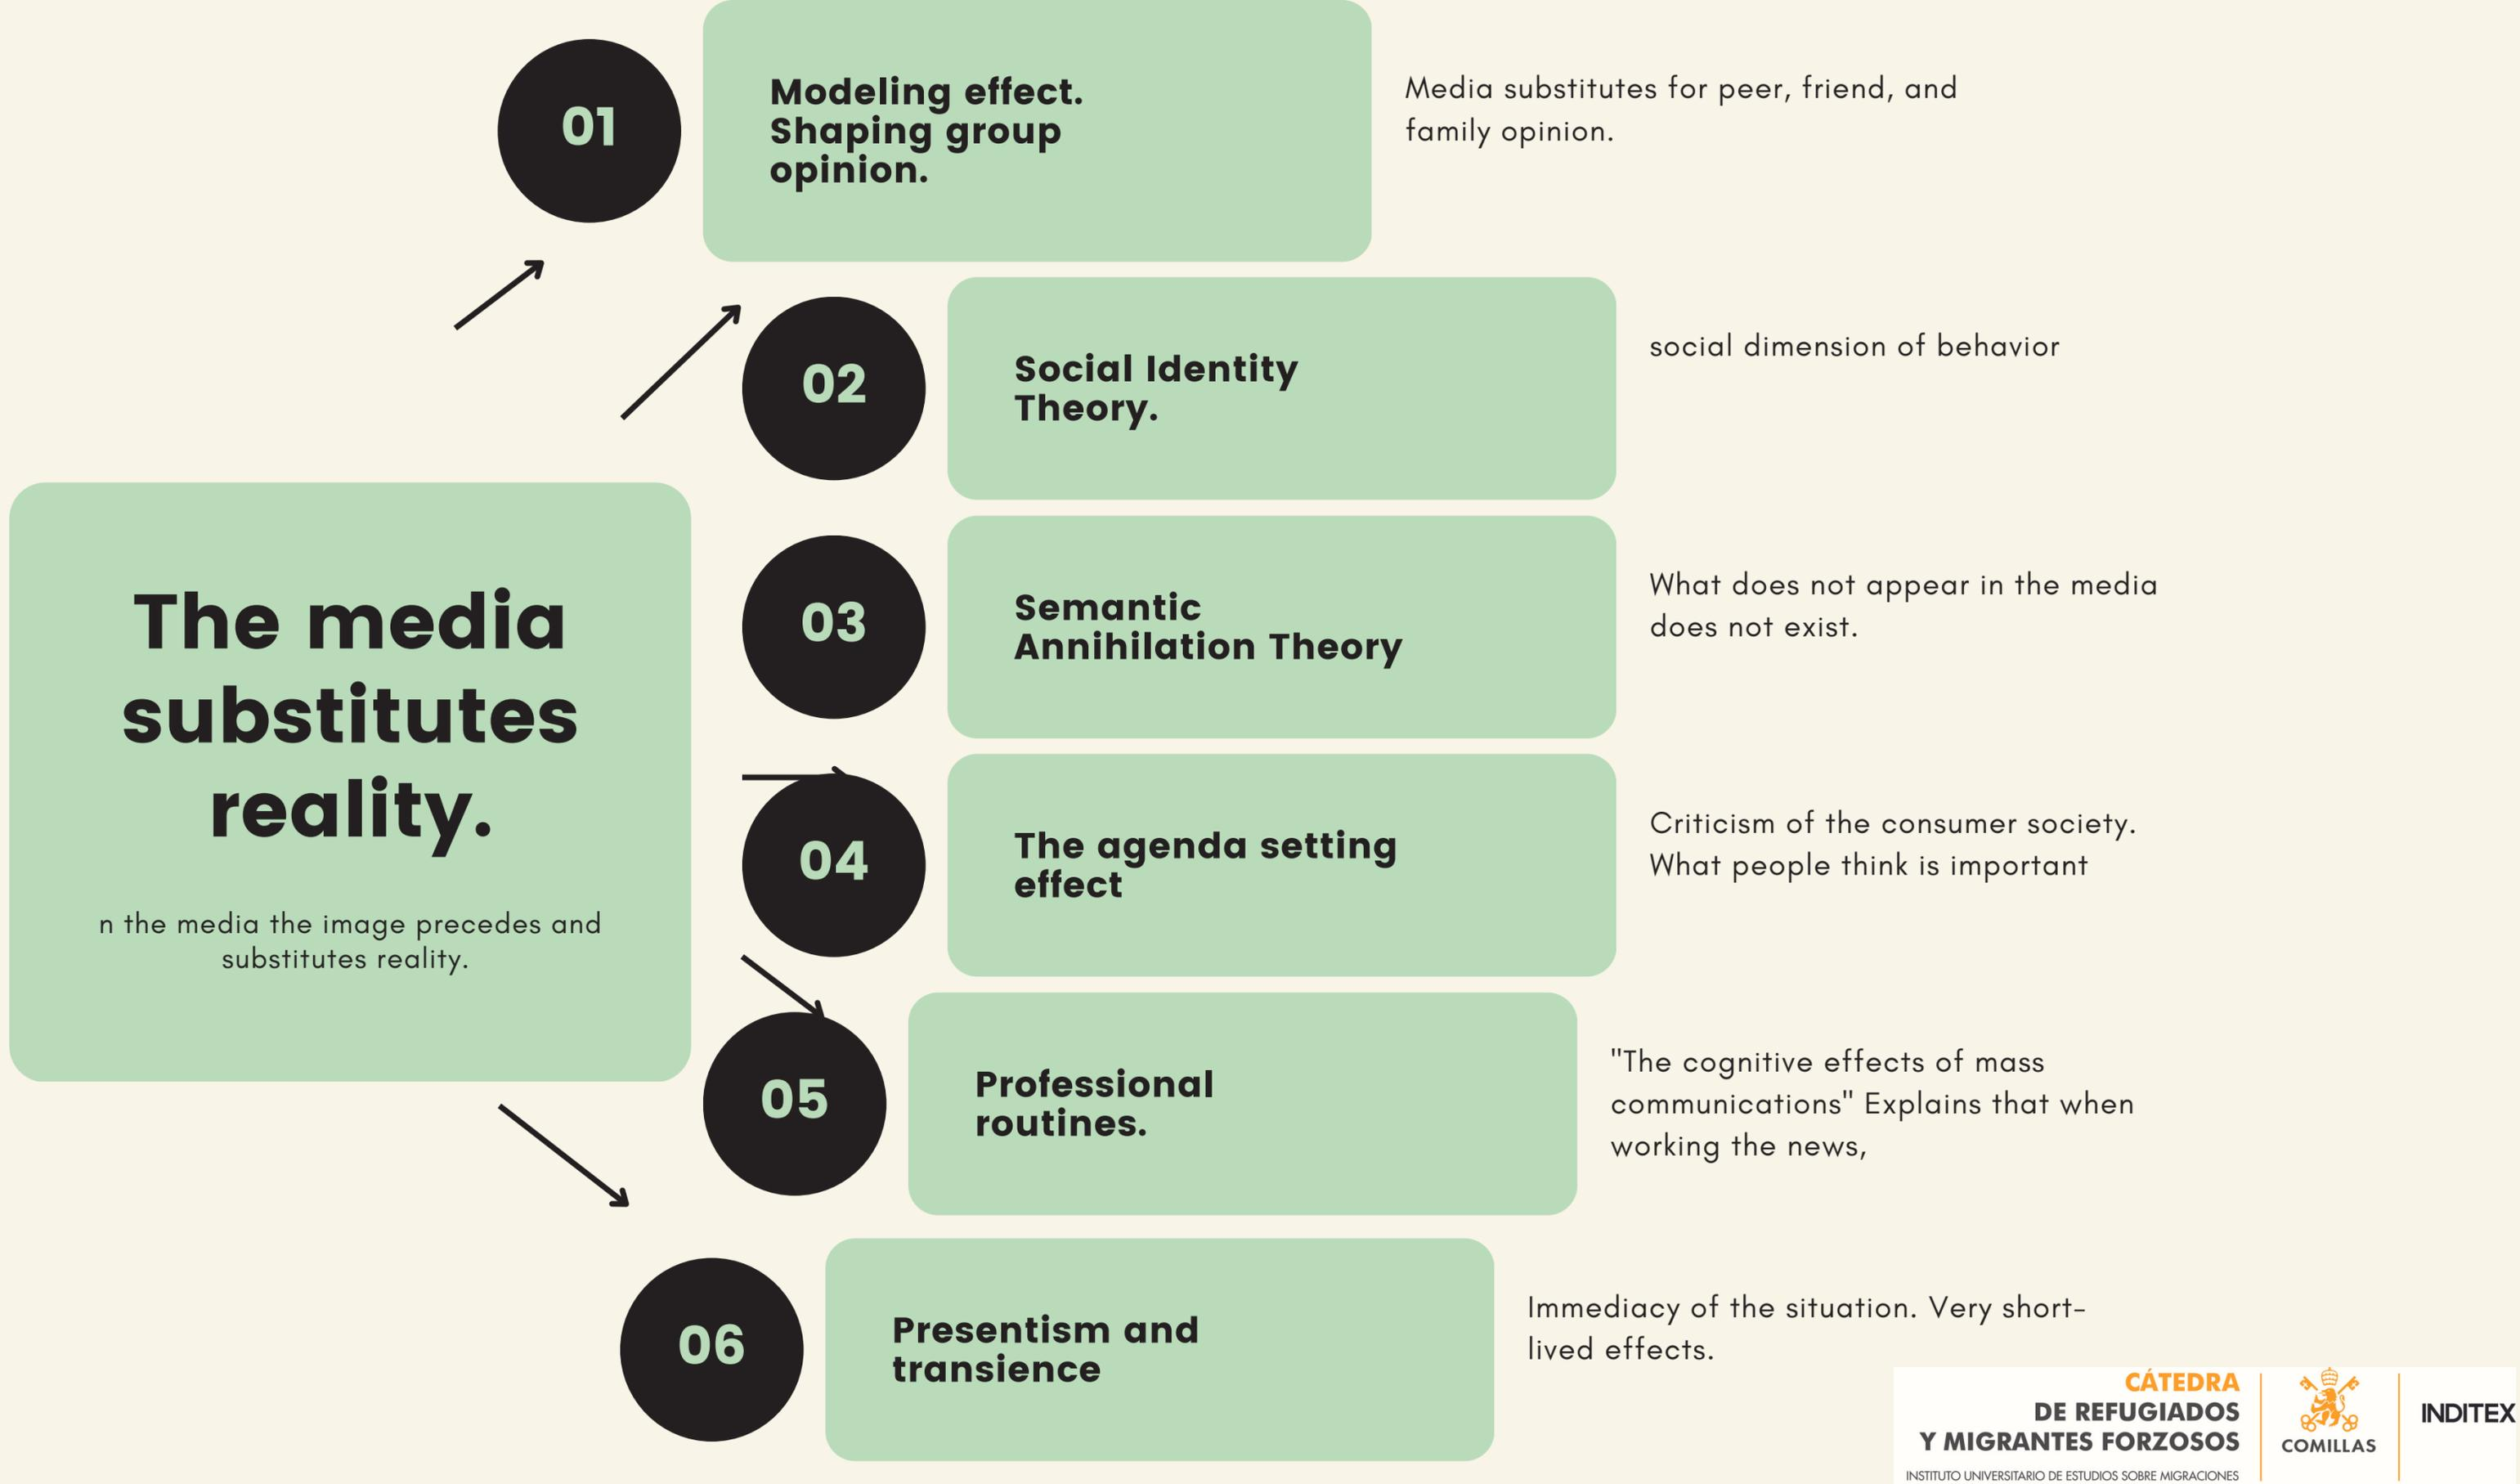 01
Modeling effect.
Shaping group
opinion.
Media substitutes for peer, friend, and
family opinion.
02
Social Identity
Theory.
social dimension of behavior
The media
substitutes
reality.
n the media the image precedes and
substitutes reality.
03
Semantic
Annihilation Theory
What does not appear in the media
does not exist.
04
The agenda setting
effect
Criticism of the consumer society.
What people think is important
05
Professional
routines.
"The cognitive effects of mass
communications" Explains that when
working the news,
06
Presentism and
transience
Immediacy of the situation. Very short-
lived effects.
CÁTEDRA
DE REFUGIADOS
Y MIGRANTES FORZOSOS
INSTITUTO UNIVERSITARIO DE ESTUDIOS SOBRE MIGRACIONES
COMILLAS
INDITEX